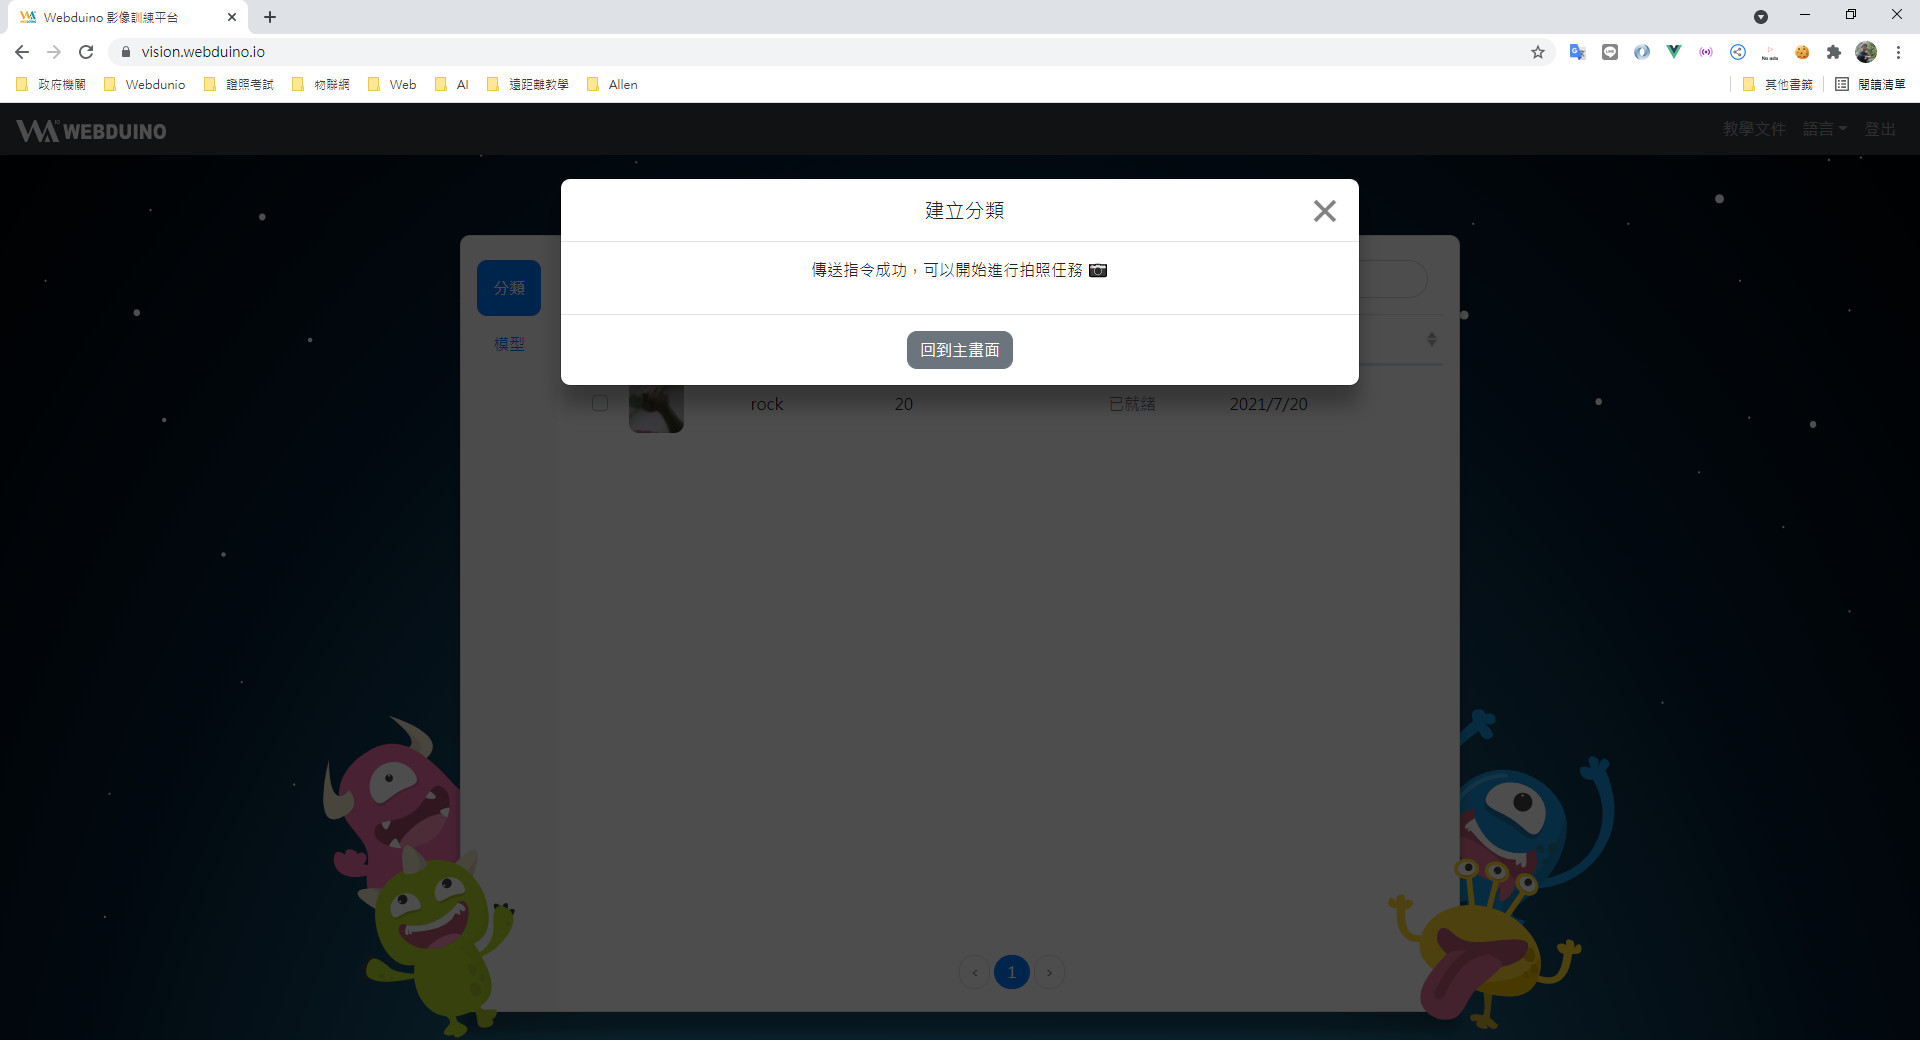 Webduino 影像訓練平台
vision.webduino.io
No ads
政府機關 Webdunio 證照考試 物聯網 Web AI 遠距離教學 Allen 其他書籤 閱讀清單
WEBDUINO 教學文件 語言 登出
建立分類
傳送指令成功，可以開始進行拍照任務
回到主畫面
分類
模型
rock 20 已就緒 2021/7/20
‹ 1 ›